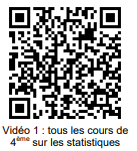 Vidéo 1 : tous les cours de
4ème sur les statistiques